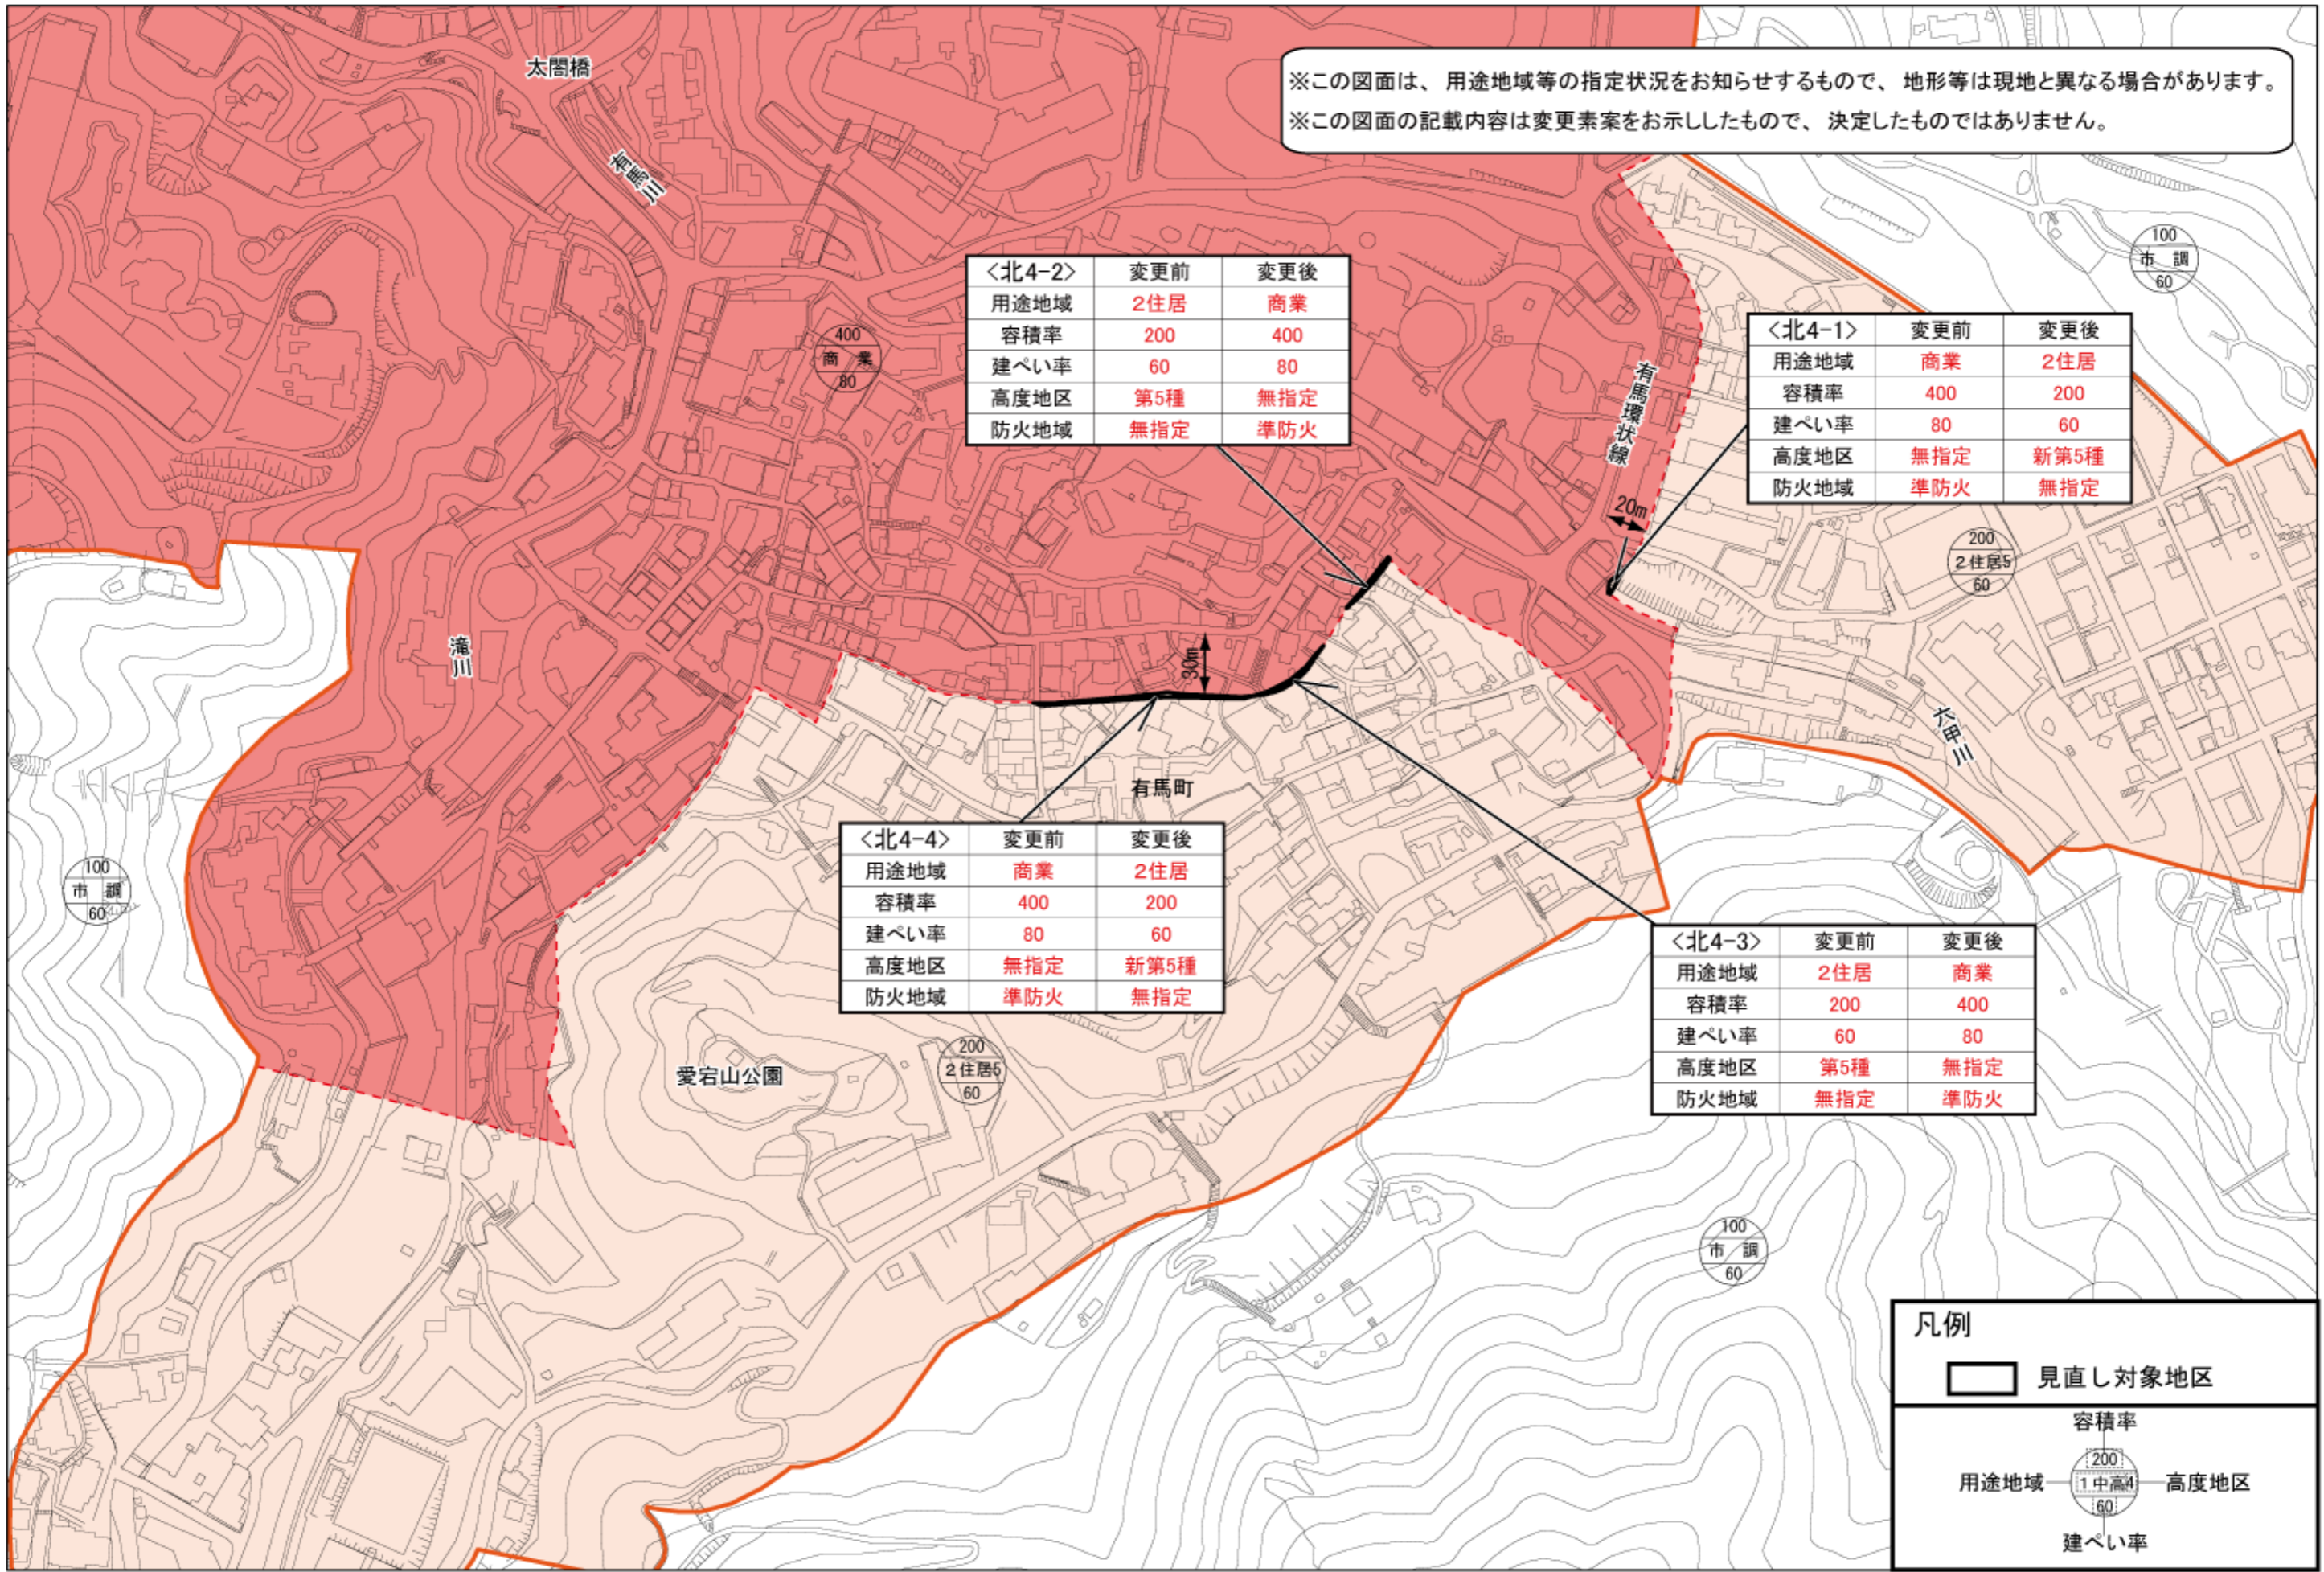 太閤橋
※この図面は、用途地域等の指定状況をお知らせするもので、地形等は現地と異なる場合があります。
※この図面の記載内容は変更素案をお示ししたもので、決定したものではありません。
有馬川
100
市 調
60
<北4-2> 変更前 変更後
用途地域 2住居 商業
容積率 200 400
建ぺい率 60 80
高度地区 第5種 無指定
防火地域 無指定 準防火
400
商 業
80
<北4-1> 変更前 変更後
用途地域 商業 2住居
容積率 400 200
建ぺい率 80 60
高度地区 無指定 新第5種
防火地域 準防火 無指定
有馬環状線
20m
200
2住居5
60
滝川
30m
六甲川
有馬町
<北4-4> 変更前 変更後
用途地域 商業 2住居
容積率 400 200
建ぺい率 80 60
高度地区 無指定 新第5種
防火地域 準防火 無指定
100
市 調
60
<北4-3> 変更前 変更後
用途地域 2住居 商業
容積率 200 400
建ぺい率 60 80
高度地区 第5種 無指定
防火地域 無指定 準防火
愛宕山公園
200
2住居5
60
100
市 調
60
凡例
見直し対象地区
容積率
200
用途地域 1中高4 高度地区
60
建ぺい率